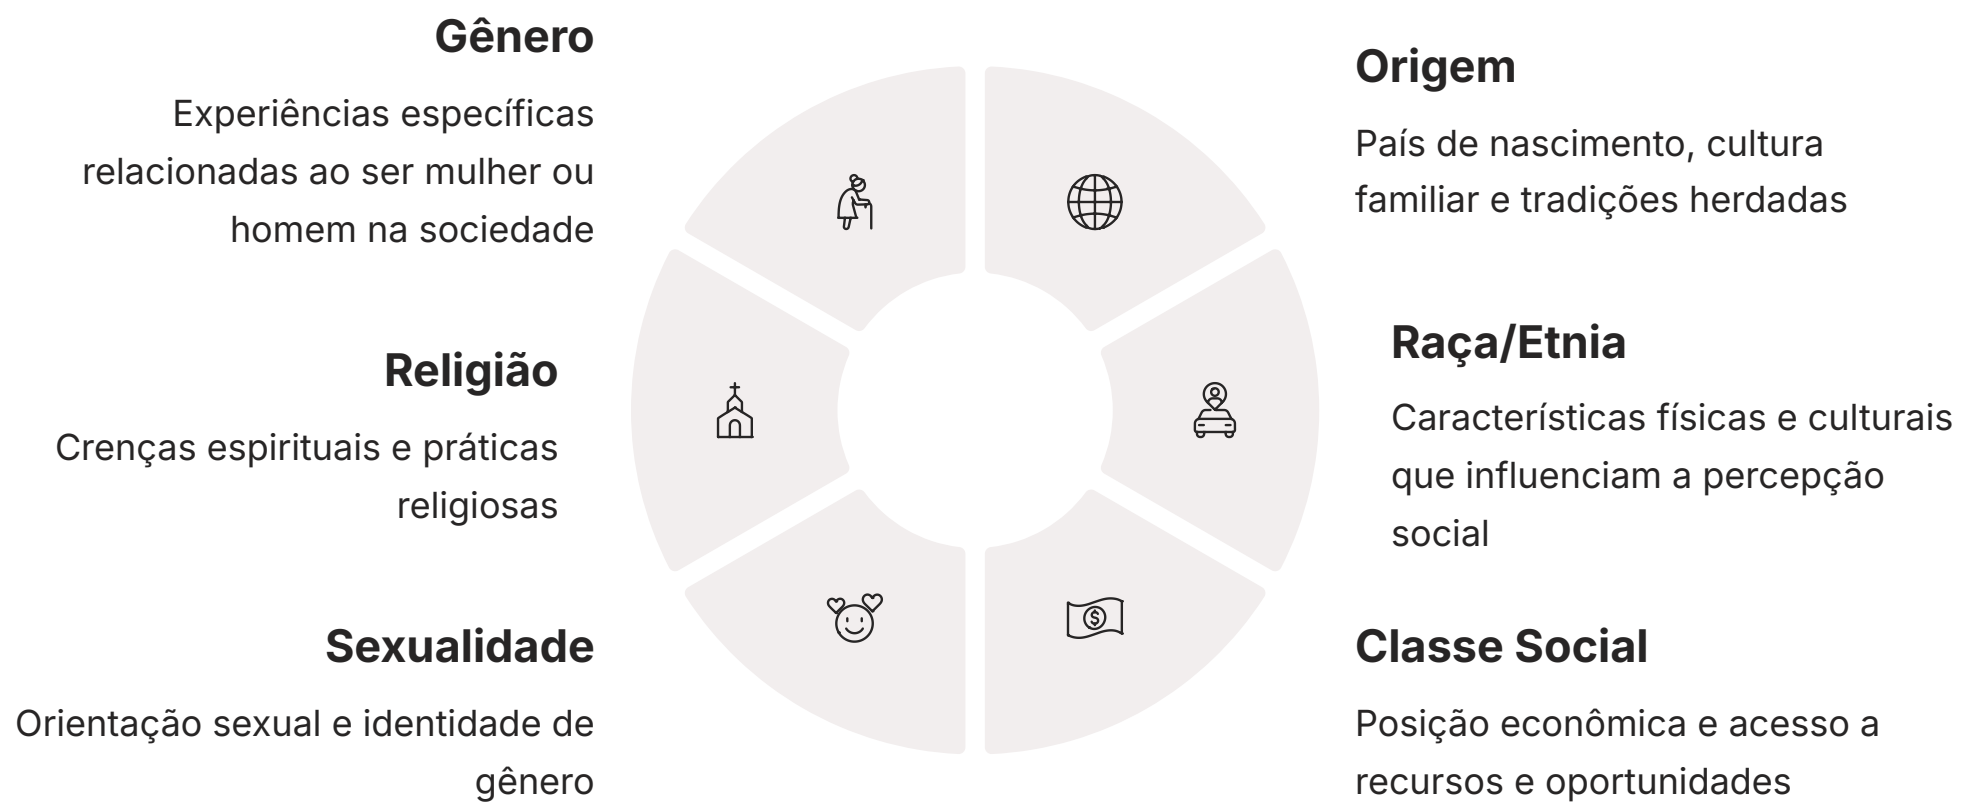 Gênero
Experiências específicas
relacionadas ao ser mulher ou
homem na sociedade
Religião
Crenças espirituais e práticas
religiosas
Sexualidade
Orientação sexual e identidade de
gênero
Origem
País de nascimento, cultura
familiar e tradições herdadas
Raça/Etnia
Características físicas e culturais
que influenciam a percepção
social
Classe Social
Posição econômica e acesso a
recursos e oportunidades
$